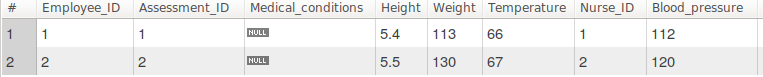 # Employee_ID Assessment_ID Medical_conditions Height Weight Temperature Nurse_ID Blood_pressure
1 1 1 NULL 5.4 113 66 1 112
2 2 2 NULL 5.5 130 67 2 120